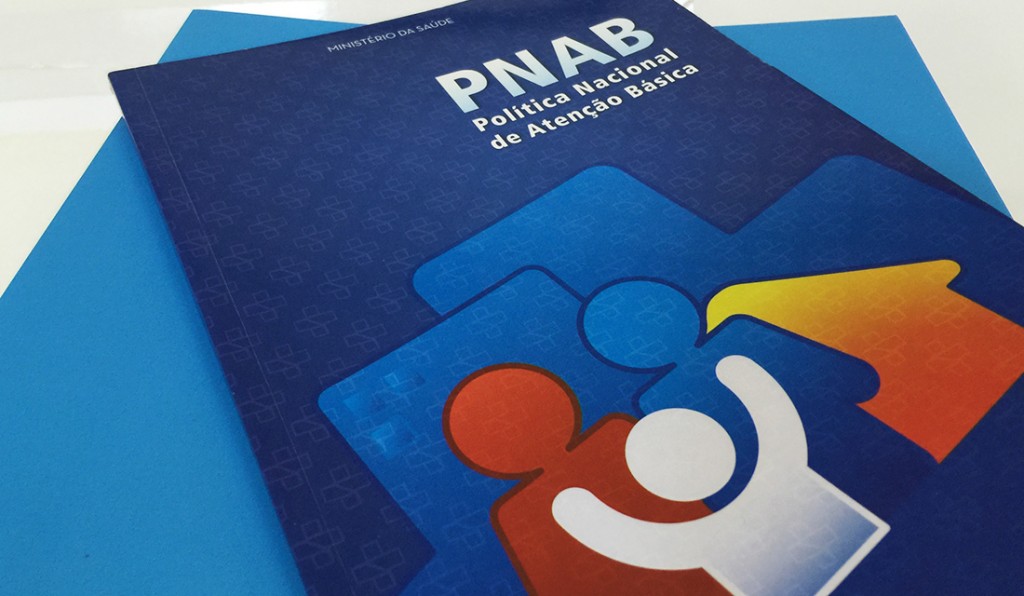 MINISTÉRIO DA SAÚDE
PNAB
Política Nacional
de Atenção Básica